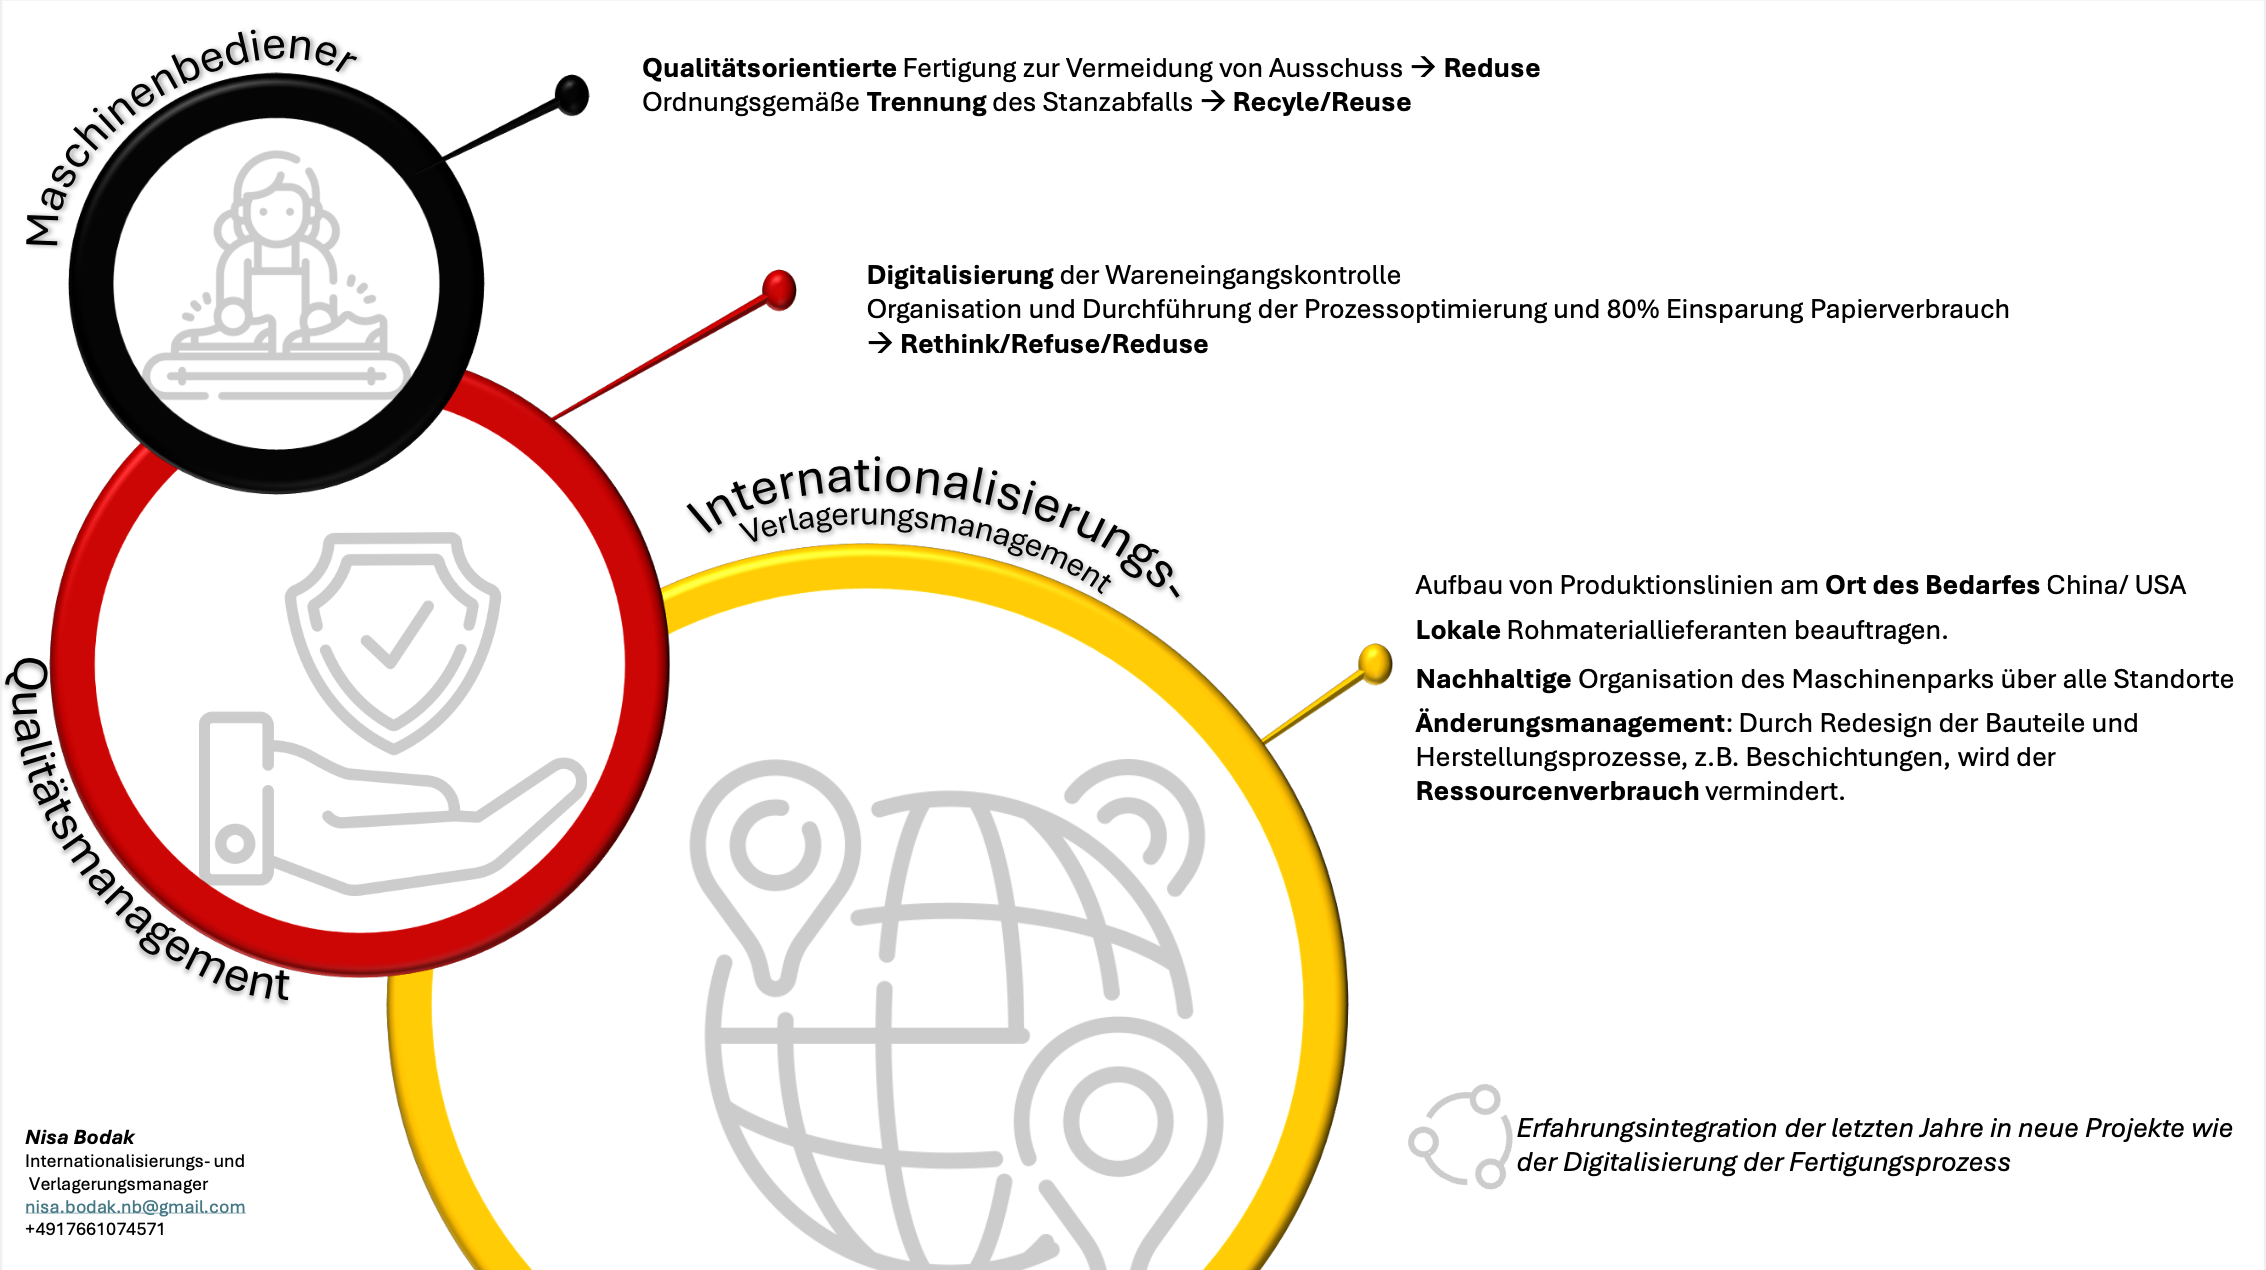 Maschinenbediener
Qualitätsorientierte Fertigung zur Vermeidung von Ausschuss → Reduse
Ordnungsgemäße Trennung des Stanzabfalls → Recyle/Reuse
Digitalisierung der Wareneingangskontrolle
Organisation und Durchführung der Prozessoptimierung und 80% Einsparung Papierverbrauch
→ Rethink/Refuse/Reduse
Qualitätsmanagement
Internationalisierungs-
Verlagerungsmanagement
Aufbau von Produktionslinien am Ort des Bedarfes China/ USA
Lokale Rohmateriallieferanten beauftragen.
Nachhaltige Organisation des Maschinenparks über alle Standorte
Änderungsmanagement: Durch Redesign der Bauteile und
Herstellungsprozesse, z.B. Beschichtungen, wird der
Ressourcenverbrauch vermindert.
Erfahrungsintegration der letzten Jahre in neue Projekte wie
der Digitalisierung der Fertigungsprozess
Nisa Bodak
Internationalisierungs- und
Verlagerungsmanager
nisa.bodak.nb@gmail.com
+4917661074571